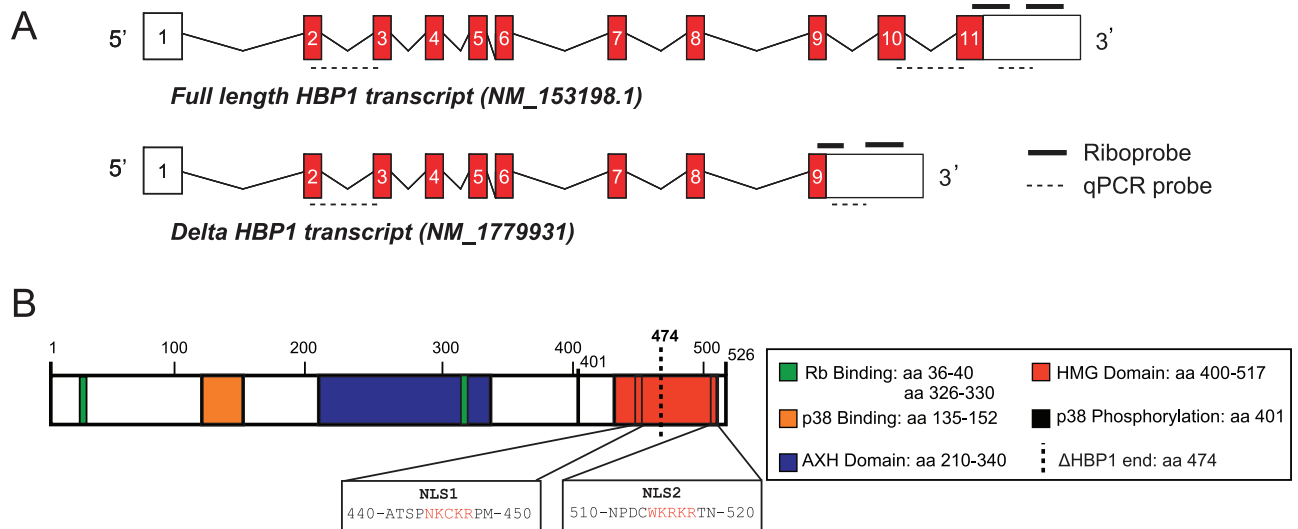 A
5’ 1 2 3 4 5 6 7 8 9 10 11 3’
Full length HBP1 transcript (NM_153198.1)
5’ 1 2 3 4 5 6 7 8 9 3’
Delta HBP1 transcript (NM_1779931)
Riboprobe
qPCR probe
B
1 100 200 300 400 401 474 500 526
NLS1
440-ATSPNKCKRPM-450
NLS2
510-NPDCWKRKRTN-520
Rb Binding: aa 36-40
aa 326-330
p38 Binding: aa 135-152
AXH Domain: aa 210-340
HMG Domain: aa 400-517
p38 Phosphorylation: aa 401
ΔHBP1 end: aa 474